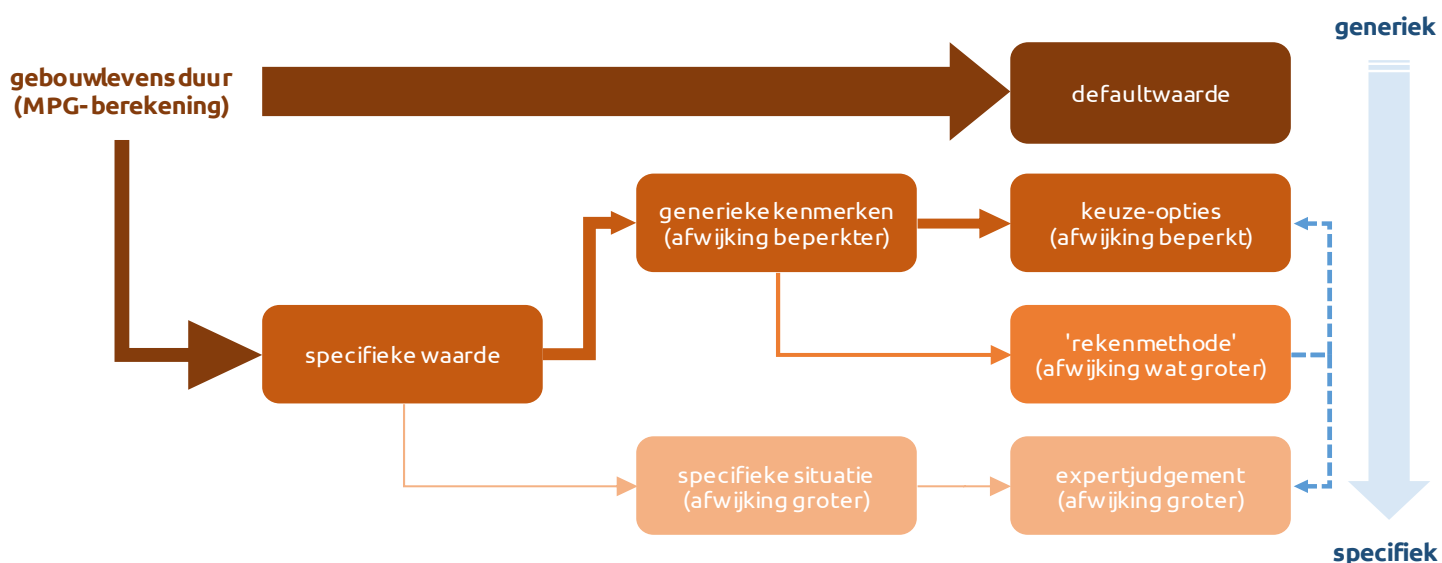 generiek
gebouwlevensduur
(MPG-berekening)
defaultwaarde
generieke kenmerken
(afwijking beperkter)
keuze-opties
(afwijking beperkt)
specifieke waarde
'rekenmethode'
(afwijking wat groter)
specifieke situatie
(afwijking groter)
expertjudgement
(afwijking groter)
specifiek